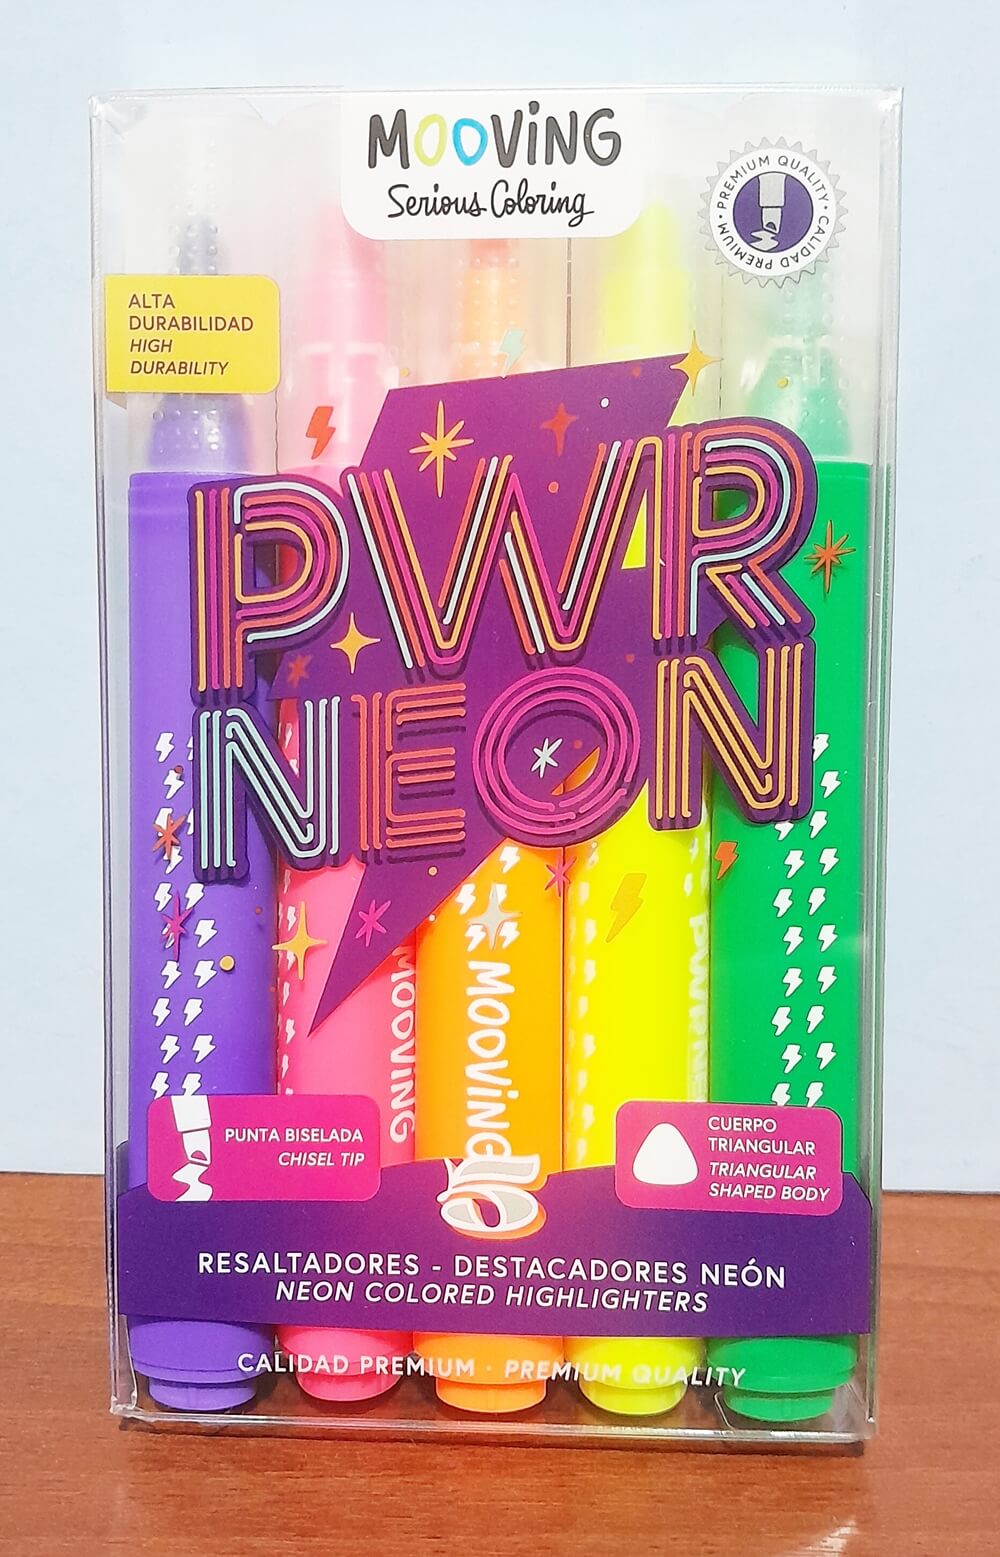 MOOVING
Serious Coloring
PREMIUM QUALITY · CALIDAD PREMIUM ·
ALTA
DURABILIDAD
HIGH
DURABILITY
PWR
NEON
MOOVING
MOOVING
PUNTA BISELADA
CHISEL TIP
CUERPO
TRIANGULAR
TRIANGULAR
SHAPED BODY
RESALTADORES - DESTACADORES NEÓN
NEON COLORED HIGHLIGHTERS
CALIDAD PREMIUM · PREMIUM QUALITY